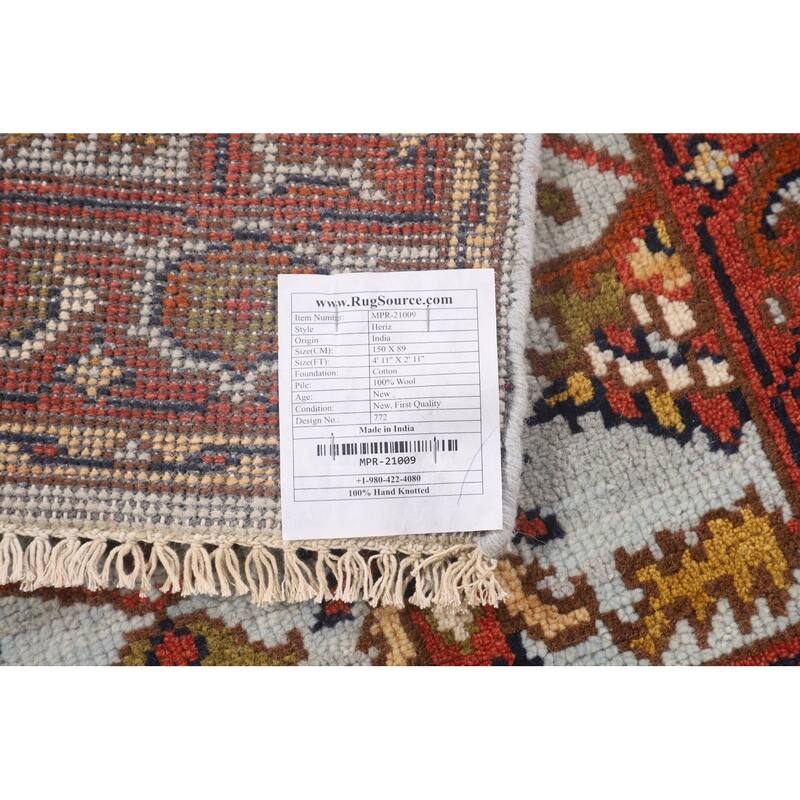 www.RugSource.com
Item Number: MPR-21009
Style Heriz
Origin India
Size(CM): 150 X 89
Size(FT): 4' 11" X 2' 11"
Foundation: Cotton
Pile: 100% Wool
Age: New
Condition: New, First Quality
Design No.: 772
Made in India
MPR-21009
+1-980-422-4080
100% Hand Knotted